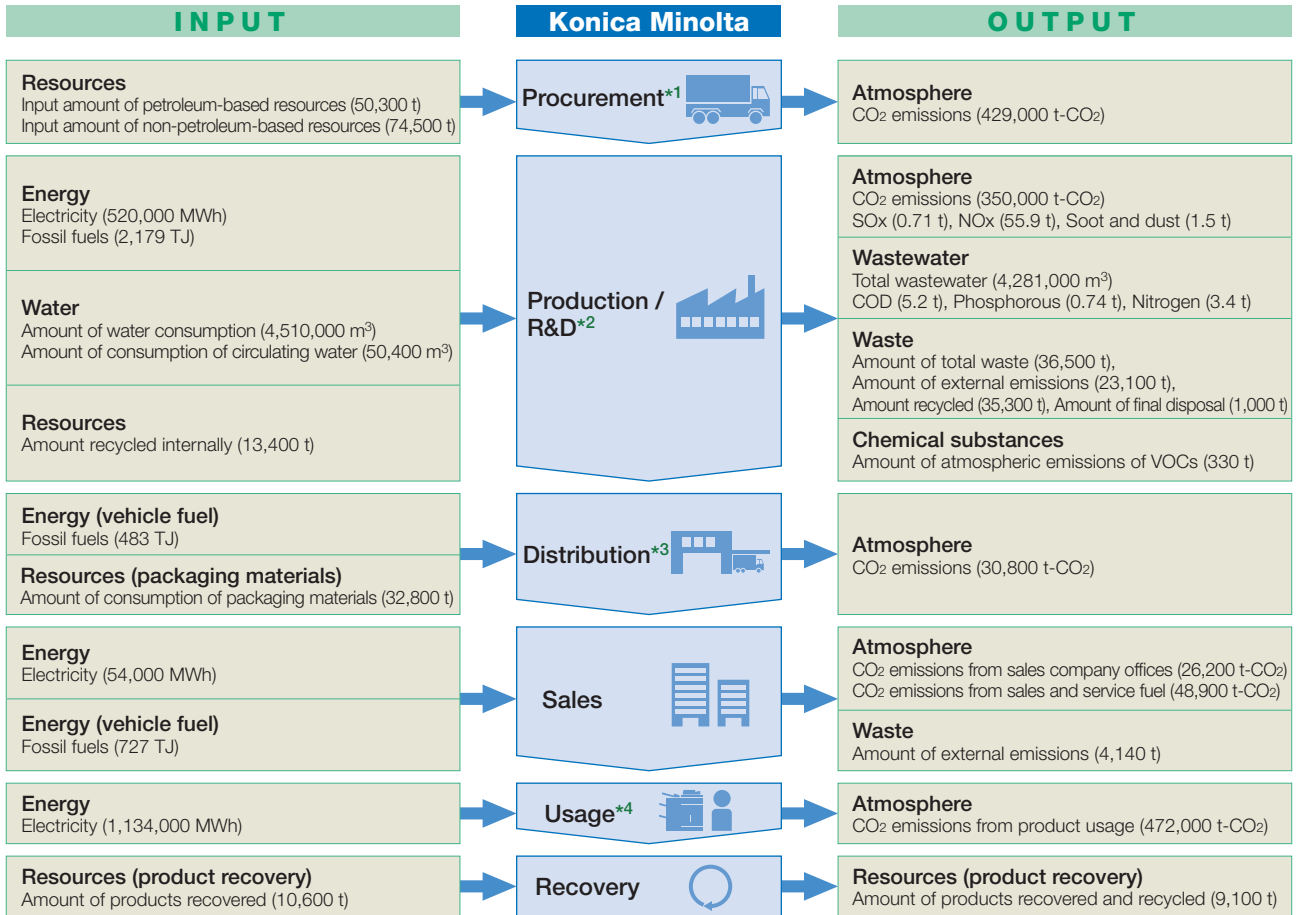 INPUT
Konica Minolta
OUTPUT
Resources
Input amount of petroleum-based resources (50,300 t)
Input amount of non-petroleum-based resources (74,500 t)
Procurement*1
Atmosphere
CO2 emissions (429,000 t-CO2)
Energy
Electricity (520,000 MWh)
Fossil fuels (2,179 TJ)
Water
Amount of water consumption (4,510,000 m³)
Amount of consumption of circulating water (50,400 m³)
Resources
Amount recycled internally (13,400 t)
Production /
R&D*2
Atmosphere
CO2 emissions (350,000 t-CO2)
SOx (0.71 t), NOx (55.9 t), Soot and dust (1.5 t)
Wastewater
Total wastewater (4,281,000 m³)
COD (5.2 t), Phosphorous (0.74 t), Nitrogen (3.4 t)
Waste
Amount of total waste (36,500 t),
Amount of external emissions (23,100 t),
Amount recycled (35,300 t), Amount of final disposal (1,000 t)
Chemical substances
Amount of atmospheric emissions of VOCs (330 t)
Energy (vehicle fuel)
Fossil fuels (483 TJ)
Resources (packaging materials)
Amount of consumption of packaging materials (32,800 t)
Distribution*3
Atmosphere
CO2 emissions (30,800 t-CO2)
Energy
Electricity (54,000 MWh)
Energy (vehicle fuel)
Fossil fuels (727 TJ)
Sales
Atmosphere
CO2 emissions from sales company offices (26,200 t-CO2)
CO2 emissions from sales and service fuel (48,900 t-CO2)
Waste
Amount of external emissions (4,140 t)
Energy
Electricity (1,134,000 MWh)
Usage*4
Atmosphere
CO2 emissions from product usage (472,000 t-CO2)
Resources (product recovery)
Amount of products recovered (10,600 t)
Recovery
Resources (product recovery)
Amount of products recovered and recycled (9,100 t)